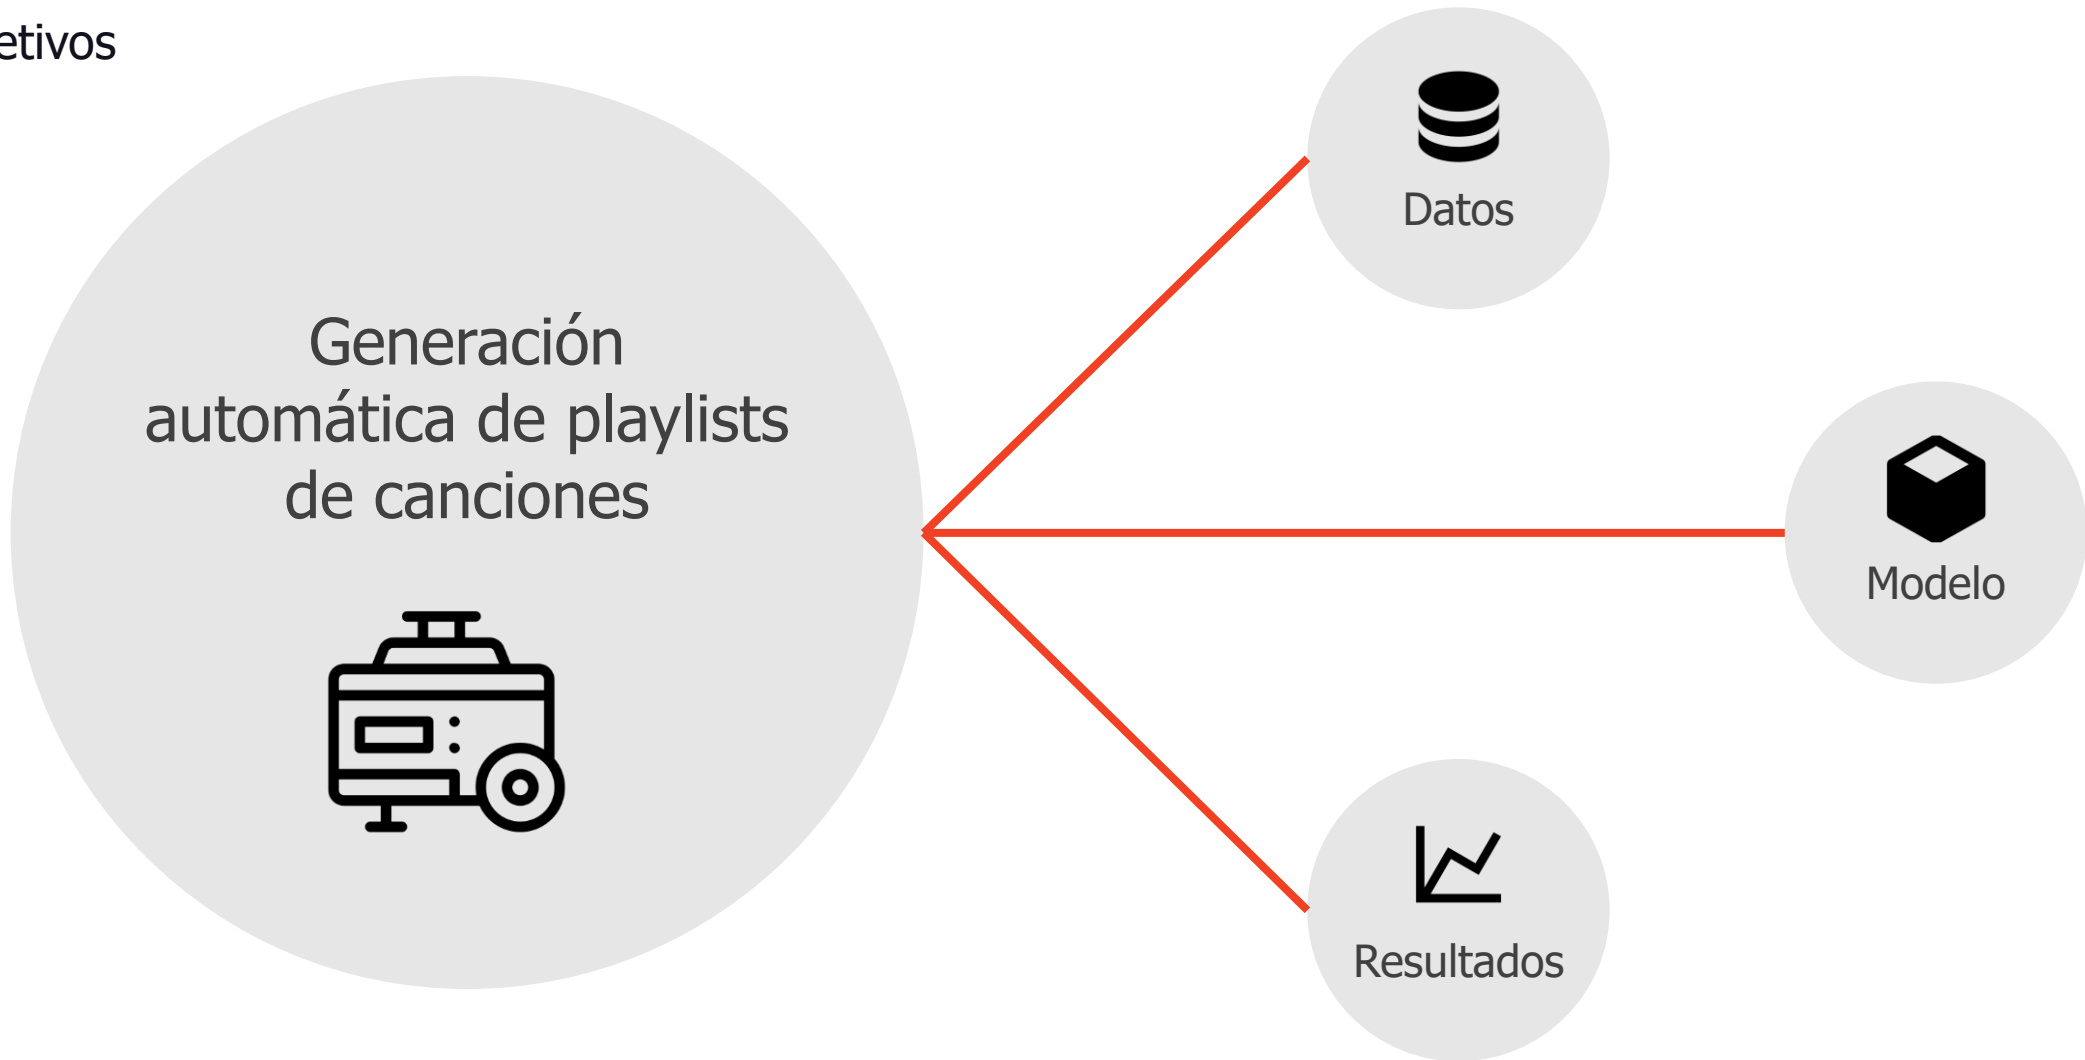 etivos
Generación
automática de playlists
de canciones
Datos
Modelo
Resultados